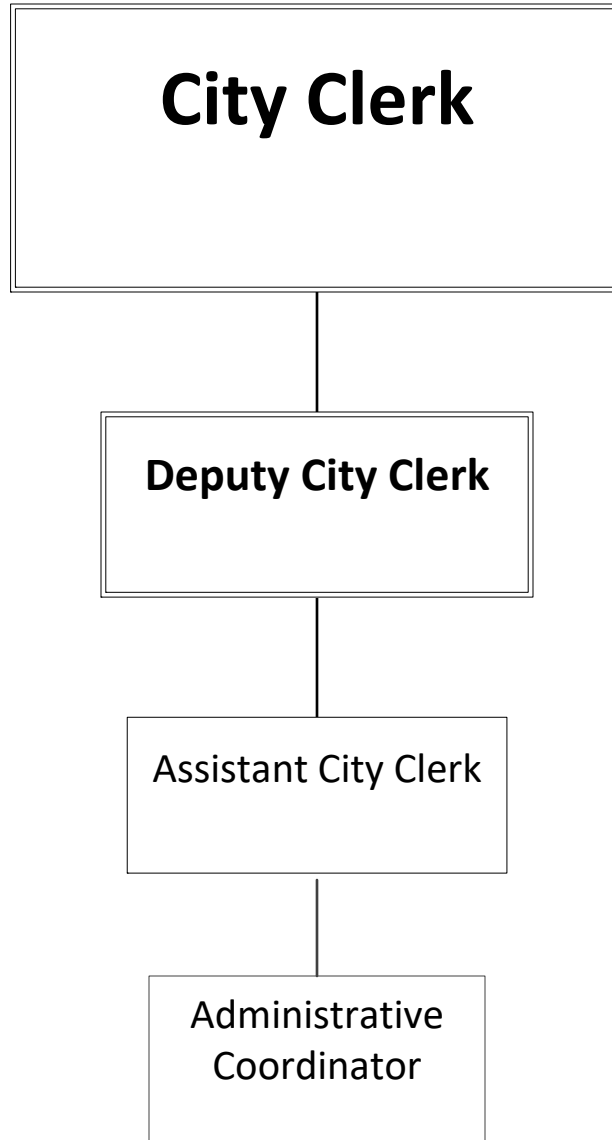 City Clerk
Deputy City Clerk
Assistant City Clerk
Administrative
Coordinator